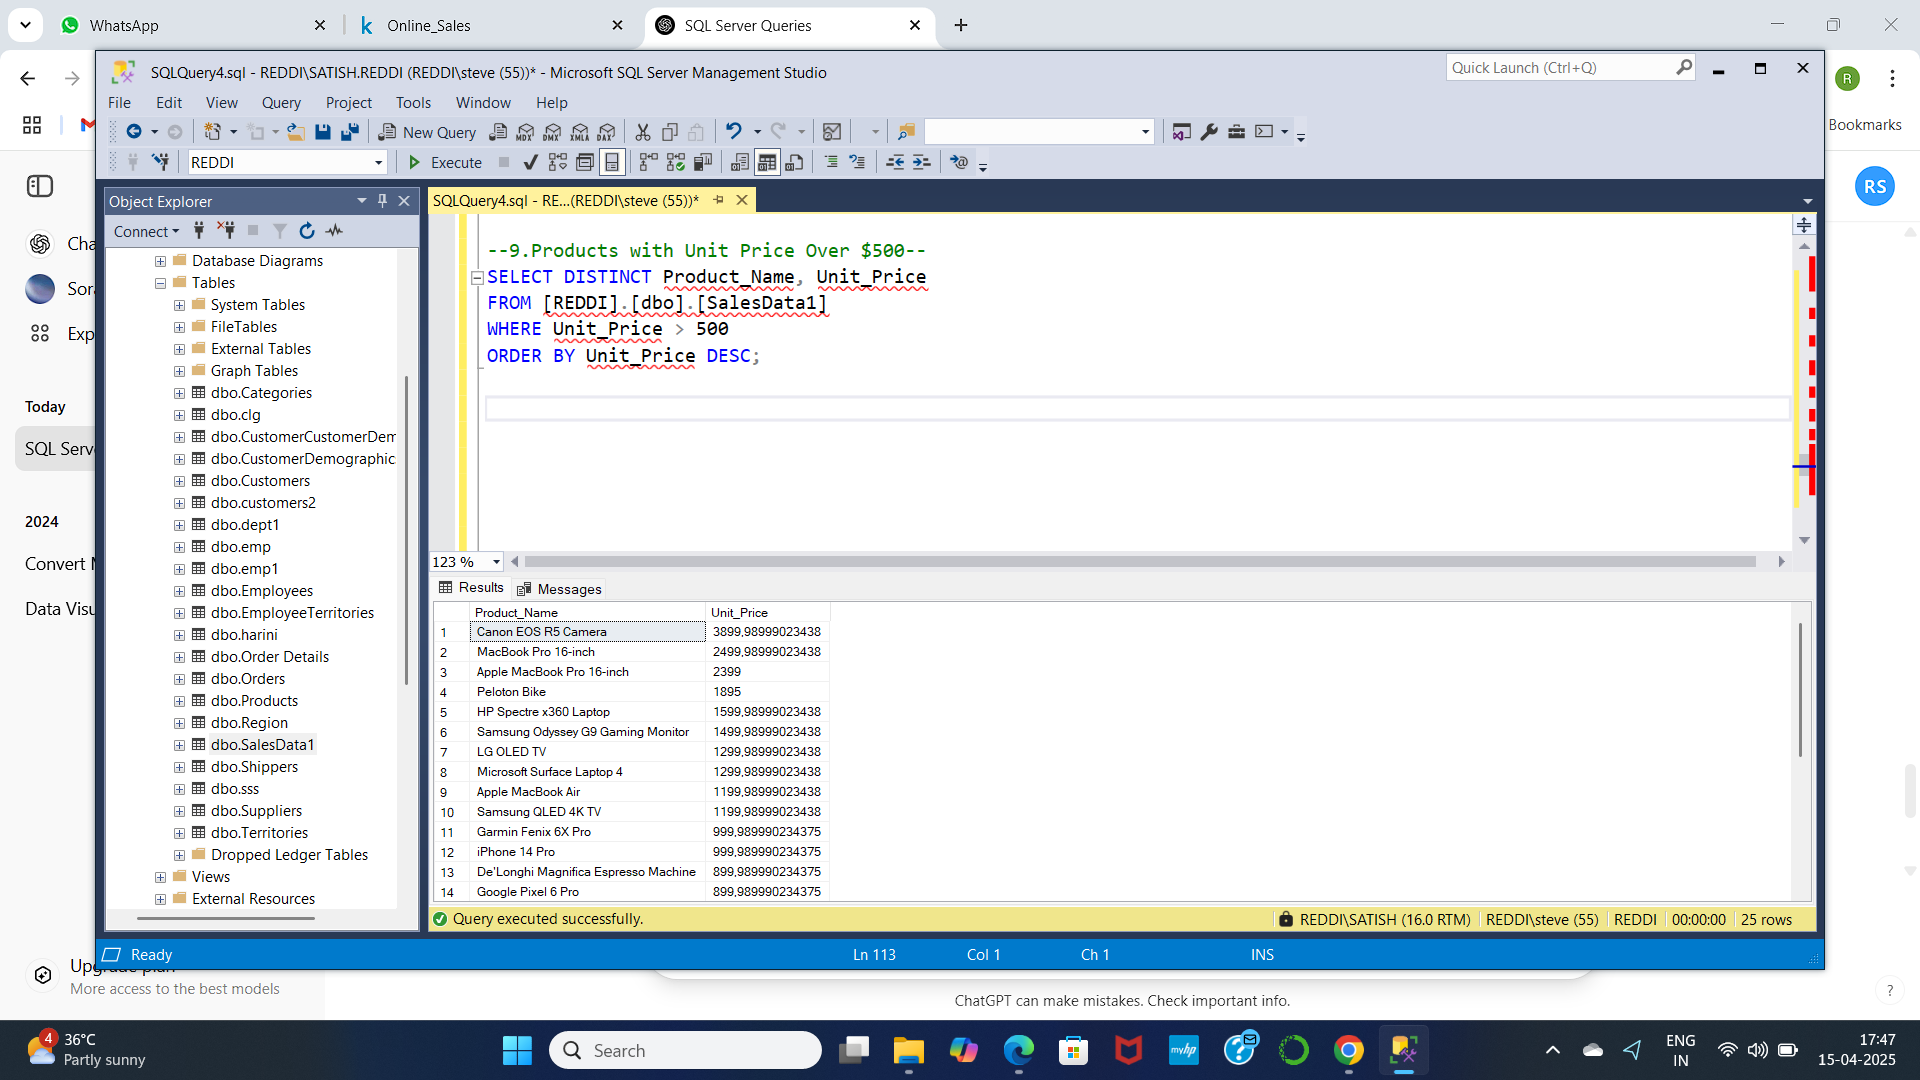 WhatsApp
Online_Sales
SQL Server Queries
SQLQuery4.sql - REDDI\SATISH.REDDI (REDDI\steve (55))* - Microsoft SQL Server Management Studio
Quick Launch (Ctrl+Q)
R
File Edit View Query Project Tools Window Help
Bookmarks
New Query
MDX DMX XMLA DAX
REDDI
Execute
RS
Object Explorer
SQLQuery4.sql - RE...(REDDI\steve (55))*
Connect
Database Diagrams
Tables
System Tables
FileTables
External Tables
Graph Tables
dbo.Categories
dbo.clg
dbo.CustomerCustomerDem
dbo.CustomerDemographic
dbo.Customers
dbo.customers2
dbo.dept1
dbo.emp
dbo.emp1
dbo.Employees
dbo.EmployeeTerritories
dbo.harini
dbo.Order Details
dbo.Orders
dbo.Products
dbo.Region
dbo.SalesData1
dbo.Shippers
dbo.sss
dbo.Suppliers
dbo.Territories
Dropped Ledger Tables
Views
External Resources
--9.Products with Unit Price Over $500--
SELECT DISTINCT Product_Name, Unit_Price
FROM [REDDI].[dbo].[SalesData1]
WHERE Unit_Price > 500
ORDER BY Unit_Price DESC;
123 %
Results Messages
Product_Name Unit_Price
1 Canon EOS R5 Camera 3899,98999023438
2 MacBook Pro 16-inch 2499,98999023438
3 Apple MacBook Pro 16-inch 2399
4 Peloton Bike 1895
5 HP Spectre x360 Laptop 1599,98999023438
6 Samsung Odyssey G9 Gaming Monitor 1499,98999023438
7 LG OLED TV 1299,98999023438
8 Microsoft Surface Laptop 4 1299,98999023438
9 Apple MacBook Air 1199,98999023438
10 Samsung QLED 4K TV 1199,98999023438
11 Garmin Fenix 6X Pro 999,989990234375
12 iPhone 14 Pro 999,989990234375
13 De'Longhi Magnifica Espresso Machine 899,989990234375
14 Google Pixel 6 Pro 899,989990234375
Query executed successfully.
REDDI\SATISH (16.0 RTM) REDDI\steve (55) REDDI 00:00:00 25 rows
Ready
Ln 113 Col 1 Ch 1 INS
Cha
Sora
Exp
Today
SQL Serv
2024
Convert
Data Visu
Upgrade plan
More access to the best models
ChatGPT can make mistakes. Check important info.
?
4
36°C
Partly sunny
Search
myhp
ENG
IN
17:47
15-04-2025